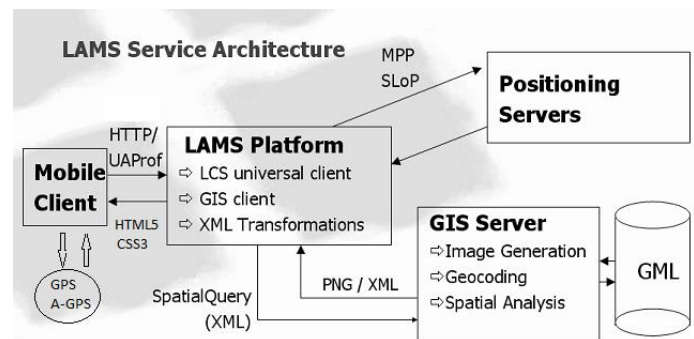 LAMS Service Architecture
MPP
SLoP
Positioning
Servers
HTTP/
UAProf
LAMS Platform
⇨ LCS universal client
⇨ GIS client
⇨ XML Transformations
Mobile
Client
HTML5
CSS3
GPS
A-GPS
GIS Server
⇨Image Generation
⇨Geocoding
⇨Spatial Analysis
GML
PNG / XML
SpatialQuery
(XML)